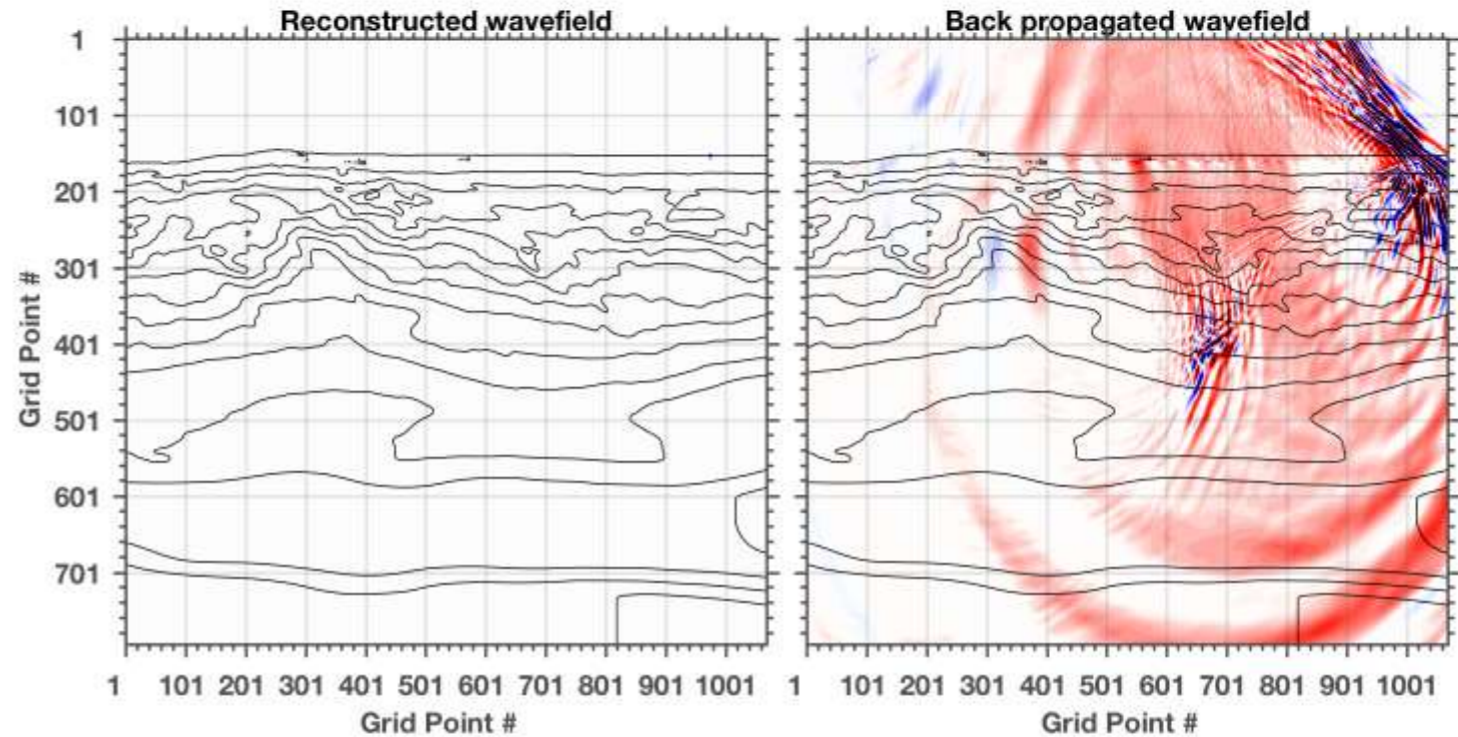 Reconstructed wavefield Back propagated wavefield
1
101
201
301
401
501
601
701
Grid Point #
1 101 201 301 401 501 601 701 801 901 1001 1 101 201 301 401 501 601 701 801 901 1001
Grid Point # Grid Point #